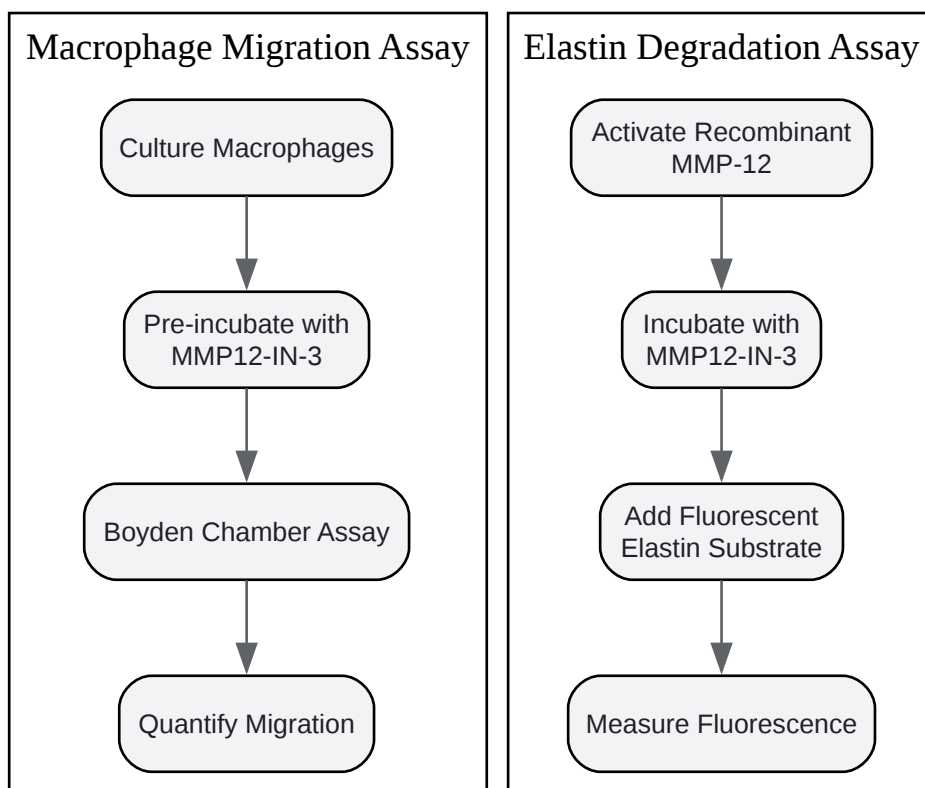 Macrophage Migration Assay
Culture Macrophages
Pre-incubate with
MMP12-IN-3
Boyden Chamber Assay
Quantify Migration
Elastin Degradation Assay
Activate Recombinant
MMP-12
Incubate with
MMP12-IN-3
Add Fluorescent
Elastin Substrate
Measure Fluorescence